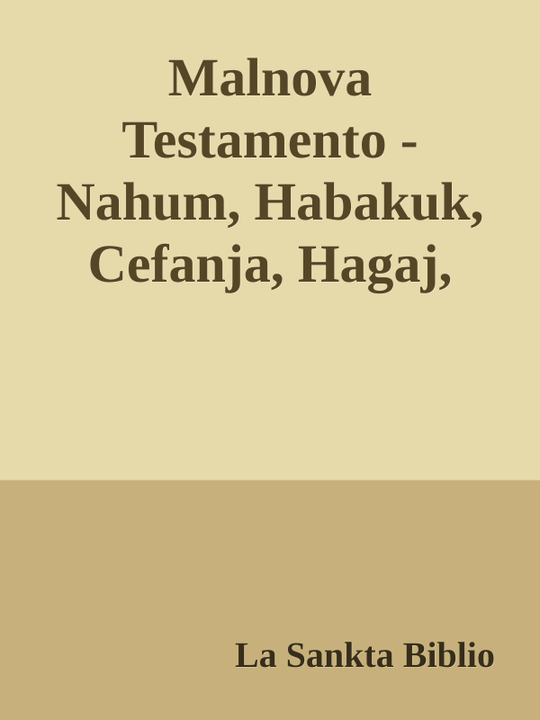 Malnova
Testamento -
Nahum, Habakuk,
Cefanja, Hagaj,
La Sankta Biblio